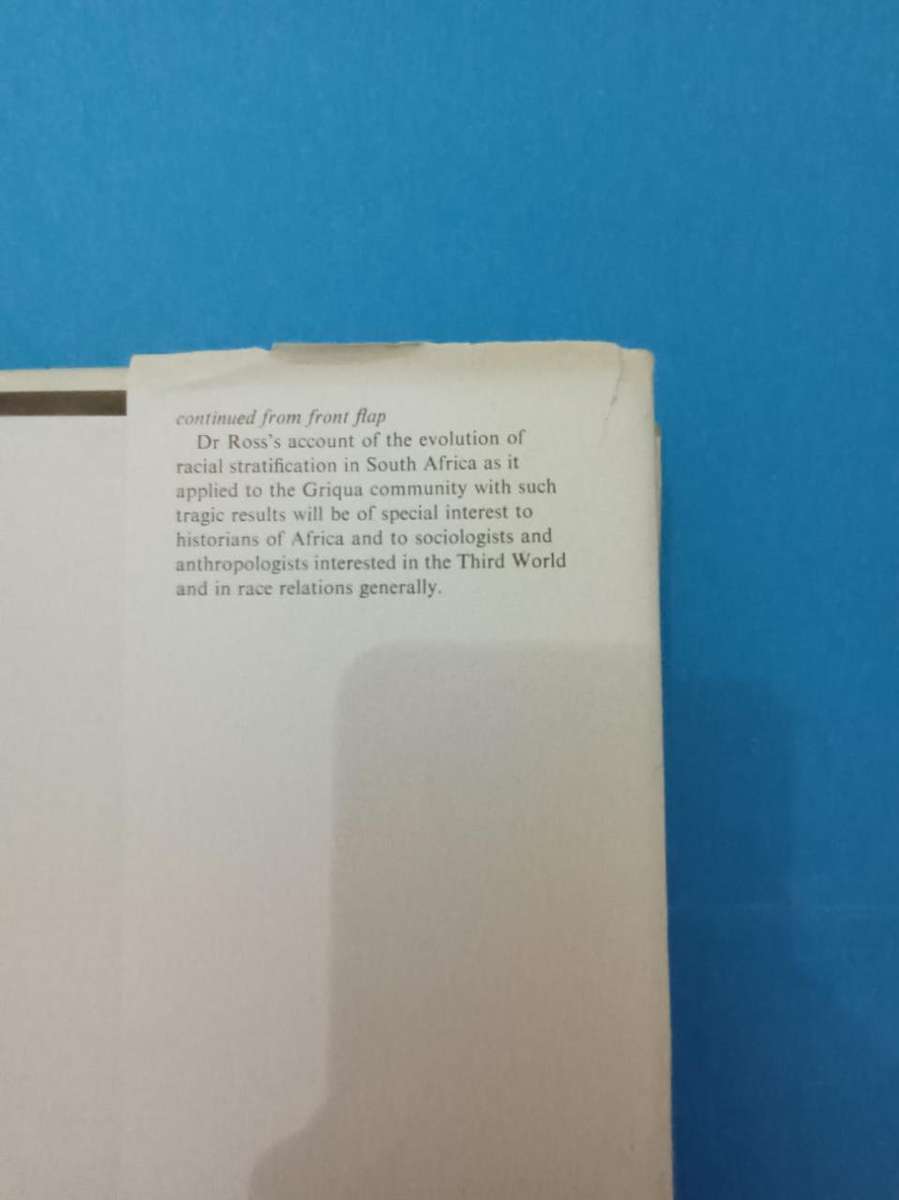 continued from front flap
Dr Ross's account of the evolution of
racial stratification in South Africa as it
applied to the Griqua community with such
tragic results will be of special interest to
historians of Africa and to sociologists and
anthropologists interested in the Third World
and in race relations generally.